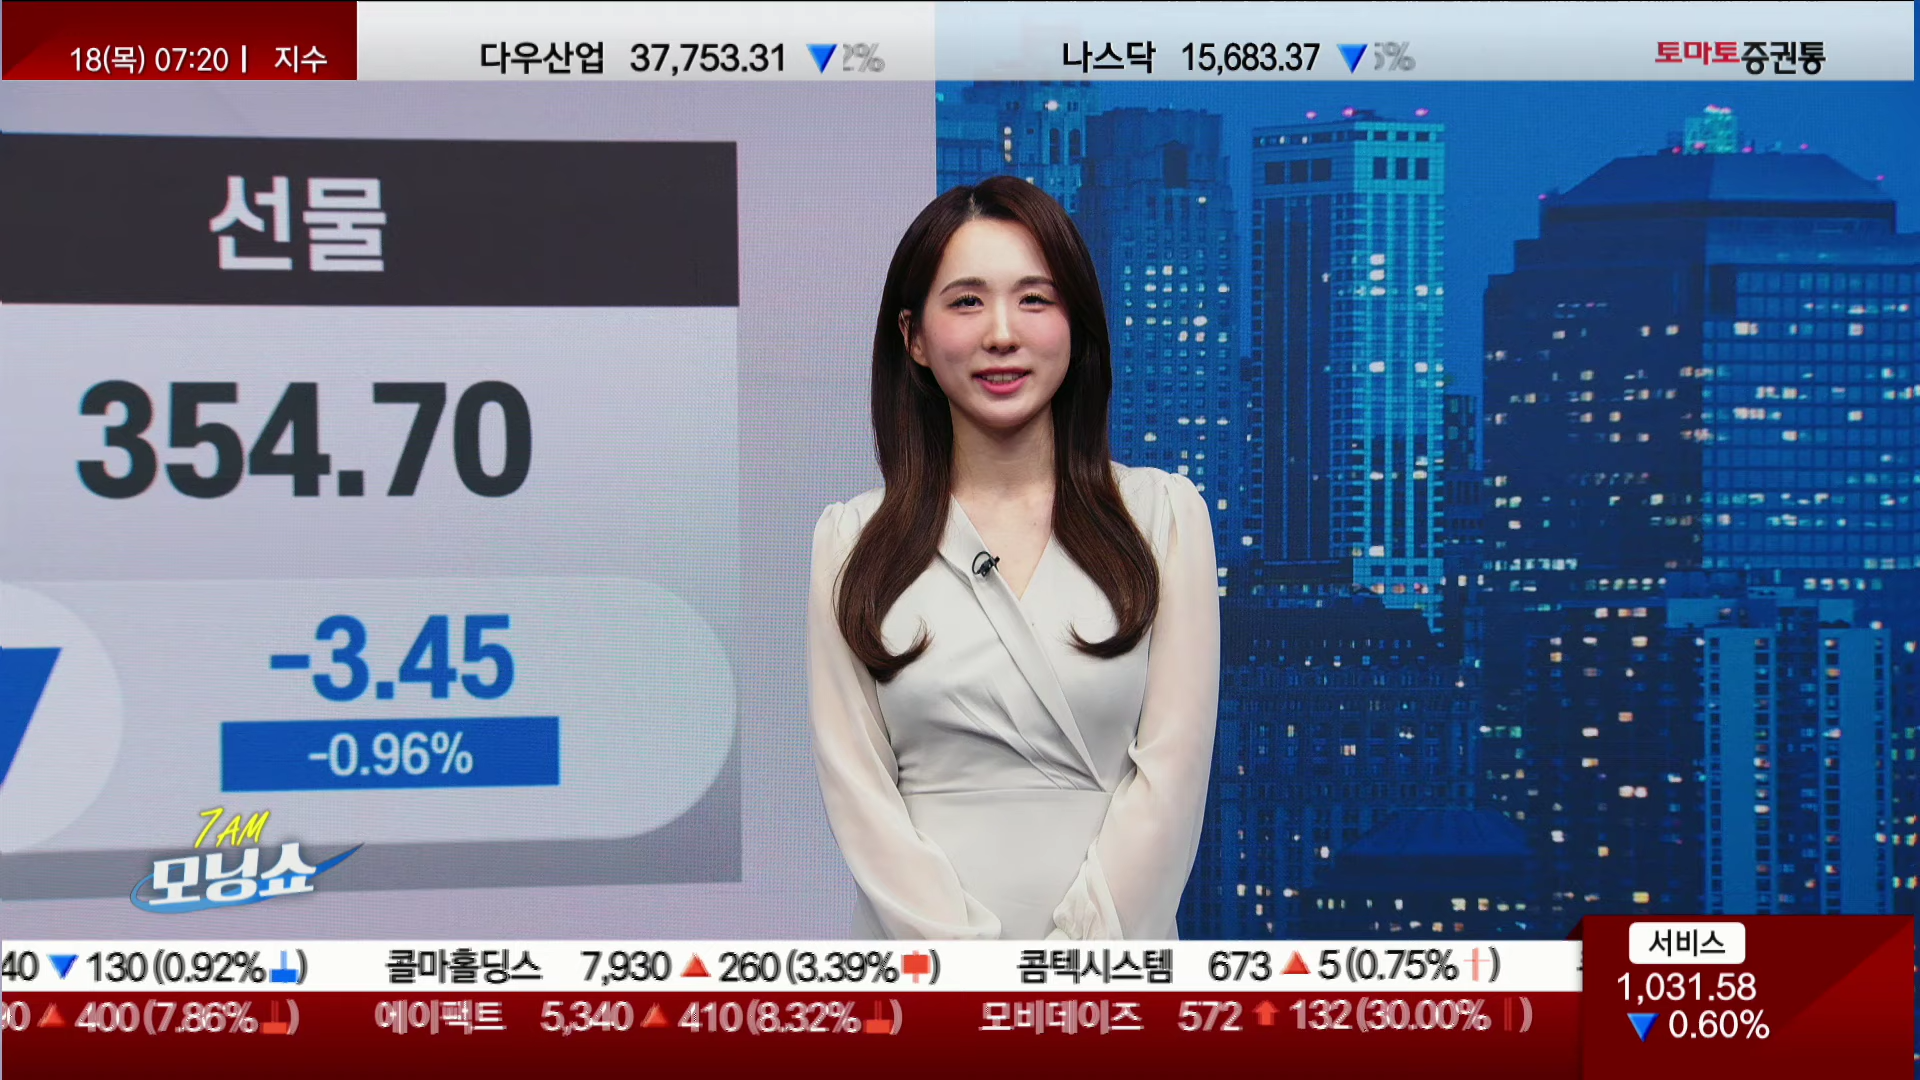 18(목) 07:20 | 지수 다우산업 37,753.31 ▼ 나스닥 15,683.37 ▼ 토마토증권통
선물
354.70
-3.45
-0.96%
7 AM
모닝쇼
40 ▼ 130 (0.92%) 콜마홀딩스 7,930 ▲ 260 (3.39%) 콤텍시스템 673 ▲ 5 (0.75%)
▲ 400 (7.86%) 에이팩트 5,340 ▲ 410 (8.32%) 모비데이즈 572 ↑ 132 (30.00%)
서비스
1,031.58
▼ 0.60%